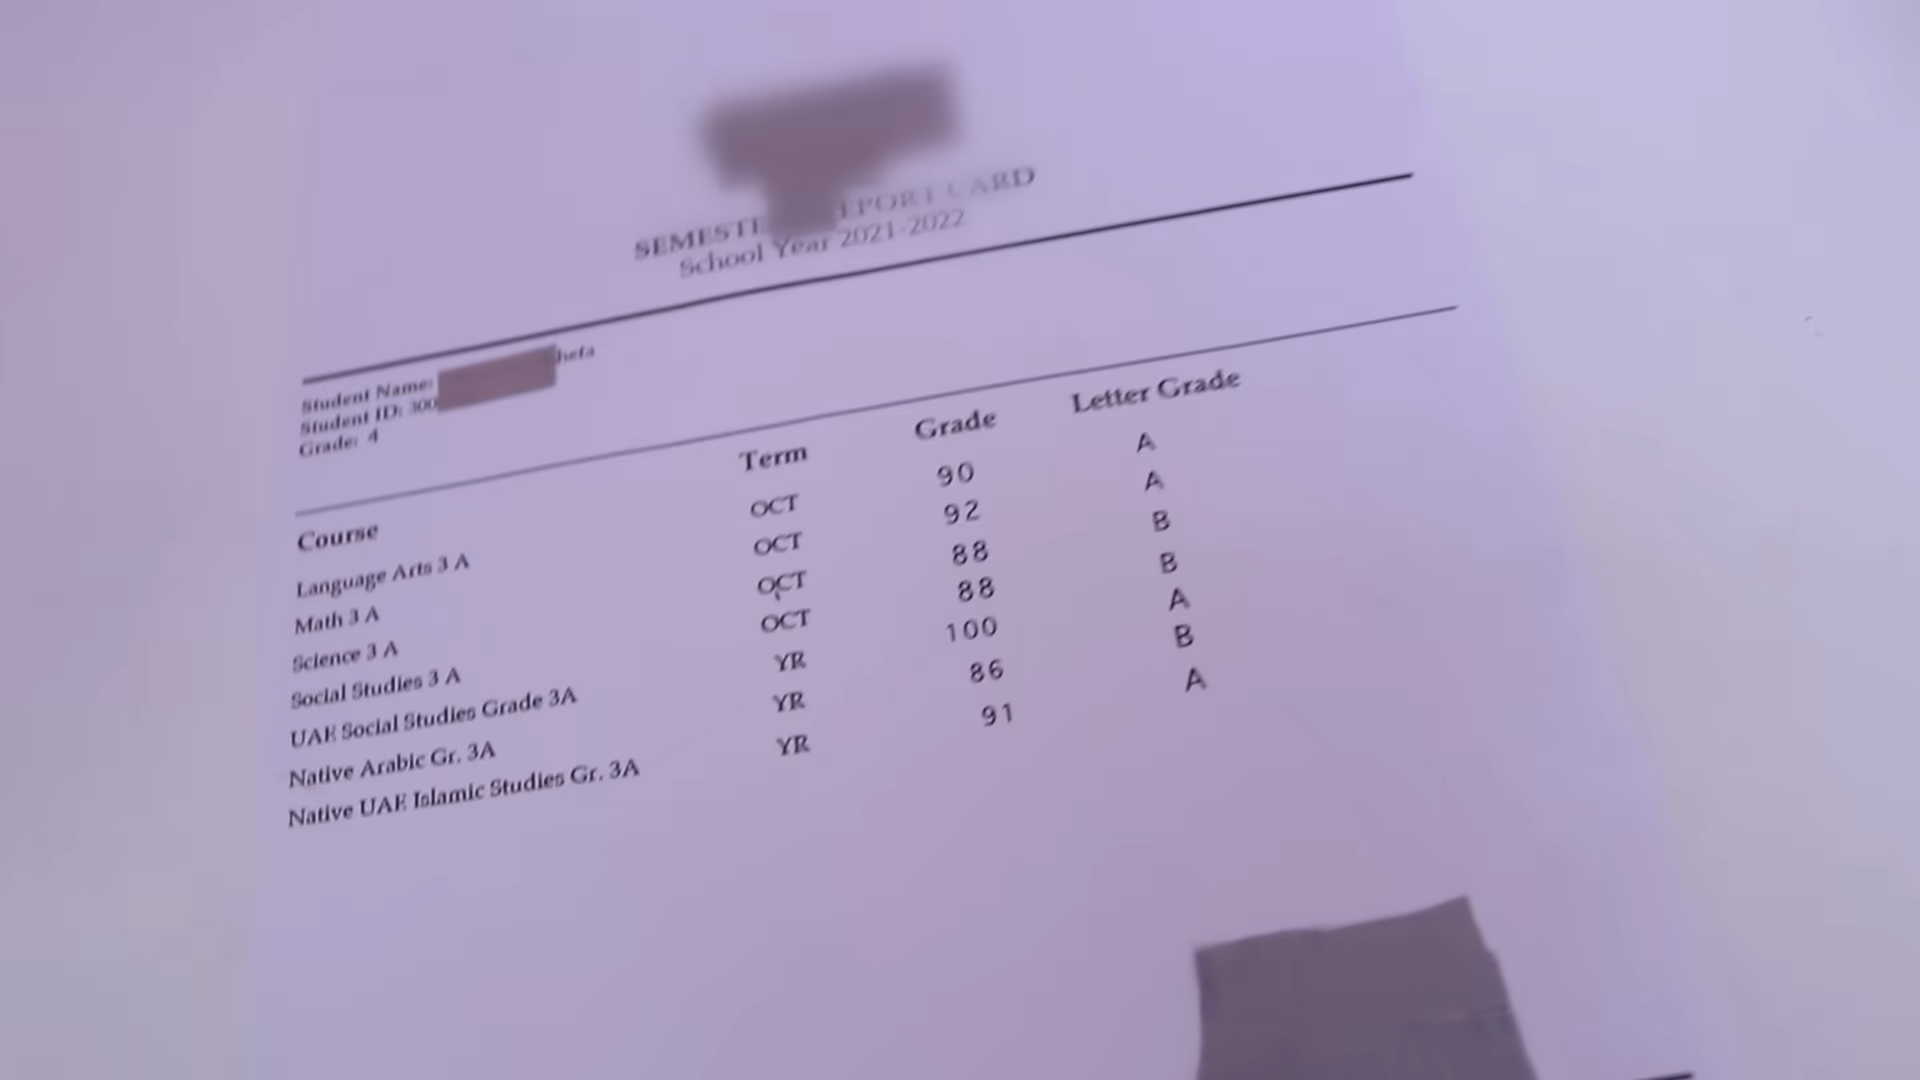 SEMESTE EPORT CARD
School Year 2021-2022
Student Name: hefa
Student ID: 300
Grade: 4
Course Term Grade Letter Grade
Language Arts 3 A OCT 90 A
Math 3 A OCT 92 A
Science 3 A OCT 88 B
Social Studies 3 A OCT 88 B
UAE Social Studies Grade 3A YR 100 A
Native Arabic Gr. 3A YR 86 B
Native UAE Islamic Studies Gr. 3A YR 91 A